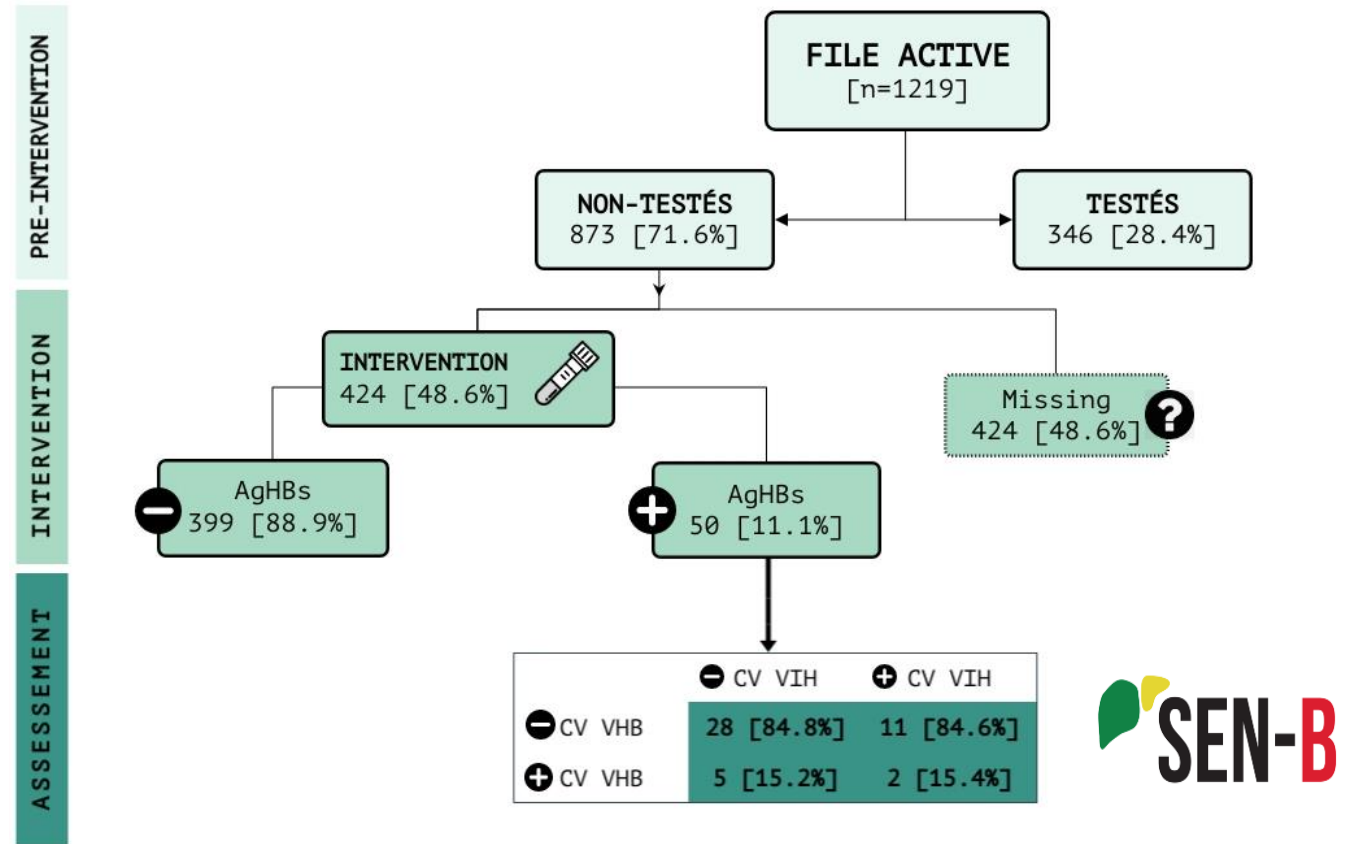 PRE-INTERVENTION
FILE ACTIVE
[n=1219]
NON-TESTÉS
873 [71.6%]
TESTÉS
346 [28.4%]
INTERVENTION
INTERVENTION
424 [48.6%]
Missing
424 [48.6%]
?
AgHBs
399 [88.9%]
AgHBs
50 [11.1%]
ASSESSEMENT
CV VIH CV VIH
CV VHB 28 [84.8%] 11 [84.6%]
CV VHB 5 [15.2%] 2 [15.4%]
SEN-B